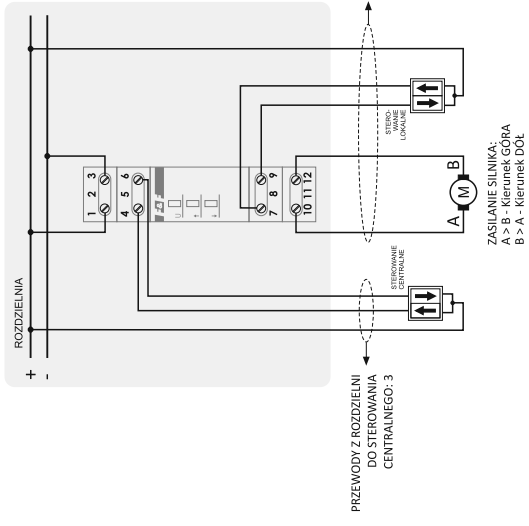 ROZDZIELNIA
+
-
1 2 3
4 5 6
7 8 9
10 11 12
STERO-
WANIE
LOKALNE
STEROWANIE
CENTRALNE
A
M
B
ZASILANIE SILNIKA:
A > B - Kierunek GÓRA
B > A - Kierunek DÓŁ
PRZEWODY Z ROZDZIELNI
DO STEROWANIA
CENTRALNEGO: 3